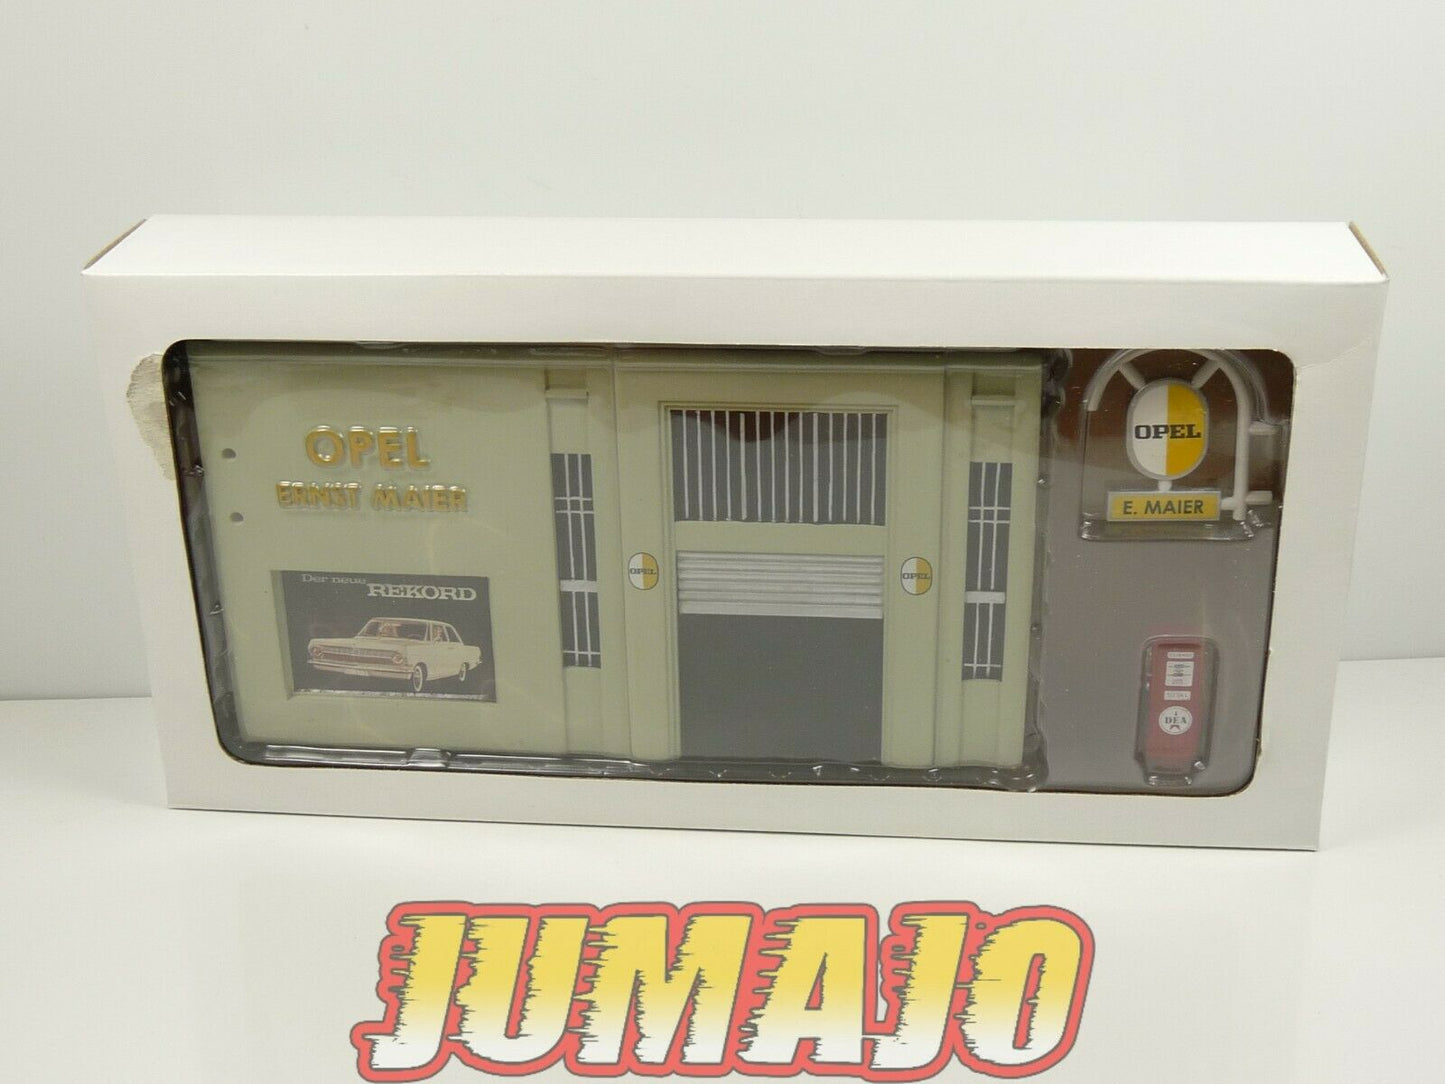 OPEL
ERNST MAIER
Der neue
REKORD
OPEL
OPEL
OPEL
E. MAIER
DEA
JUMAJO